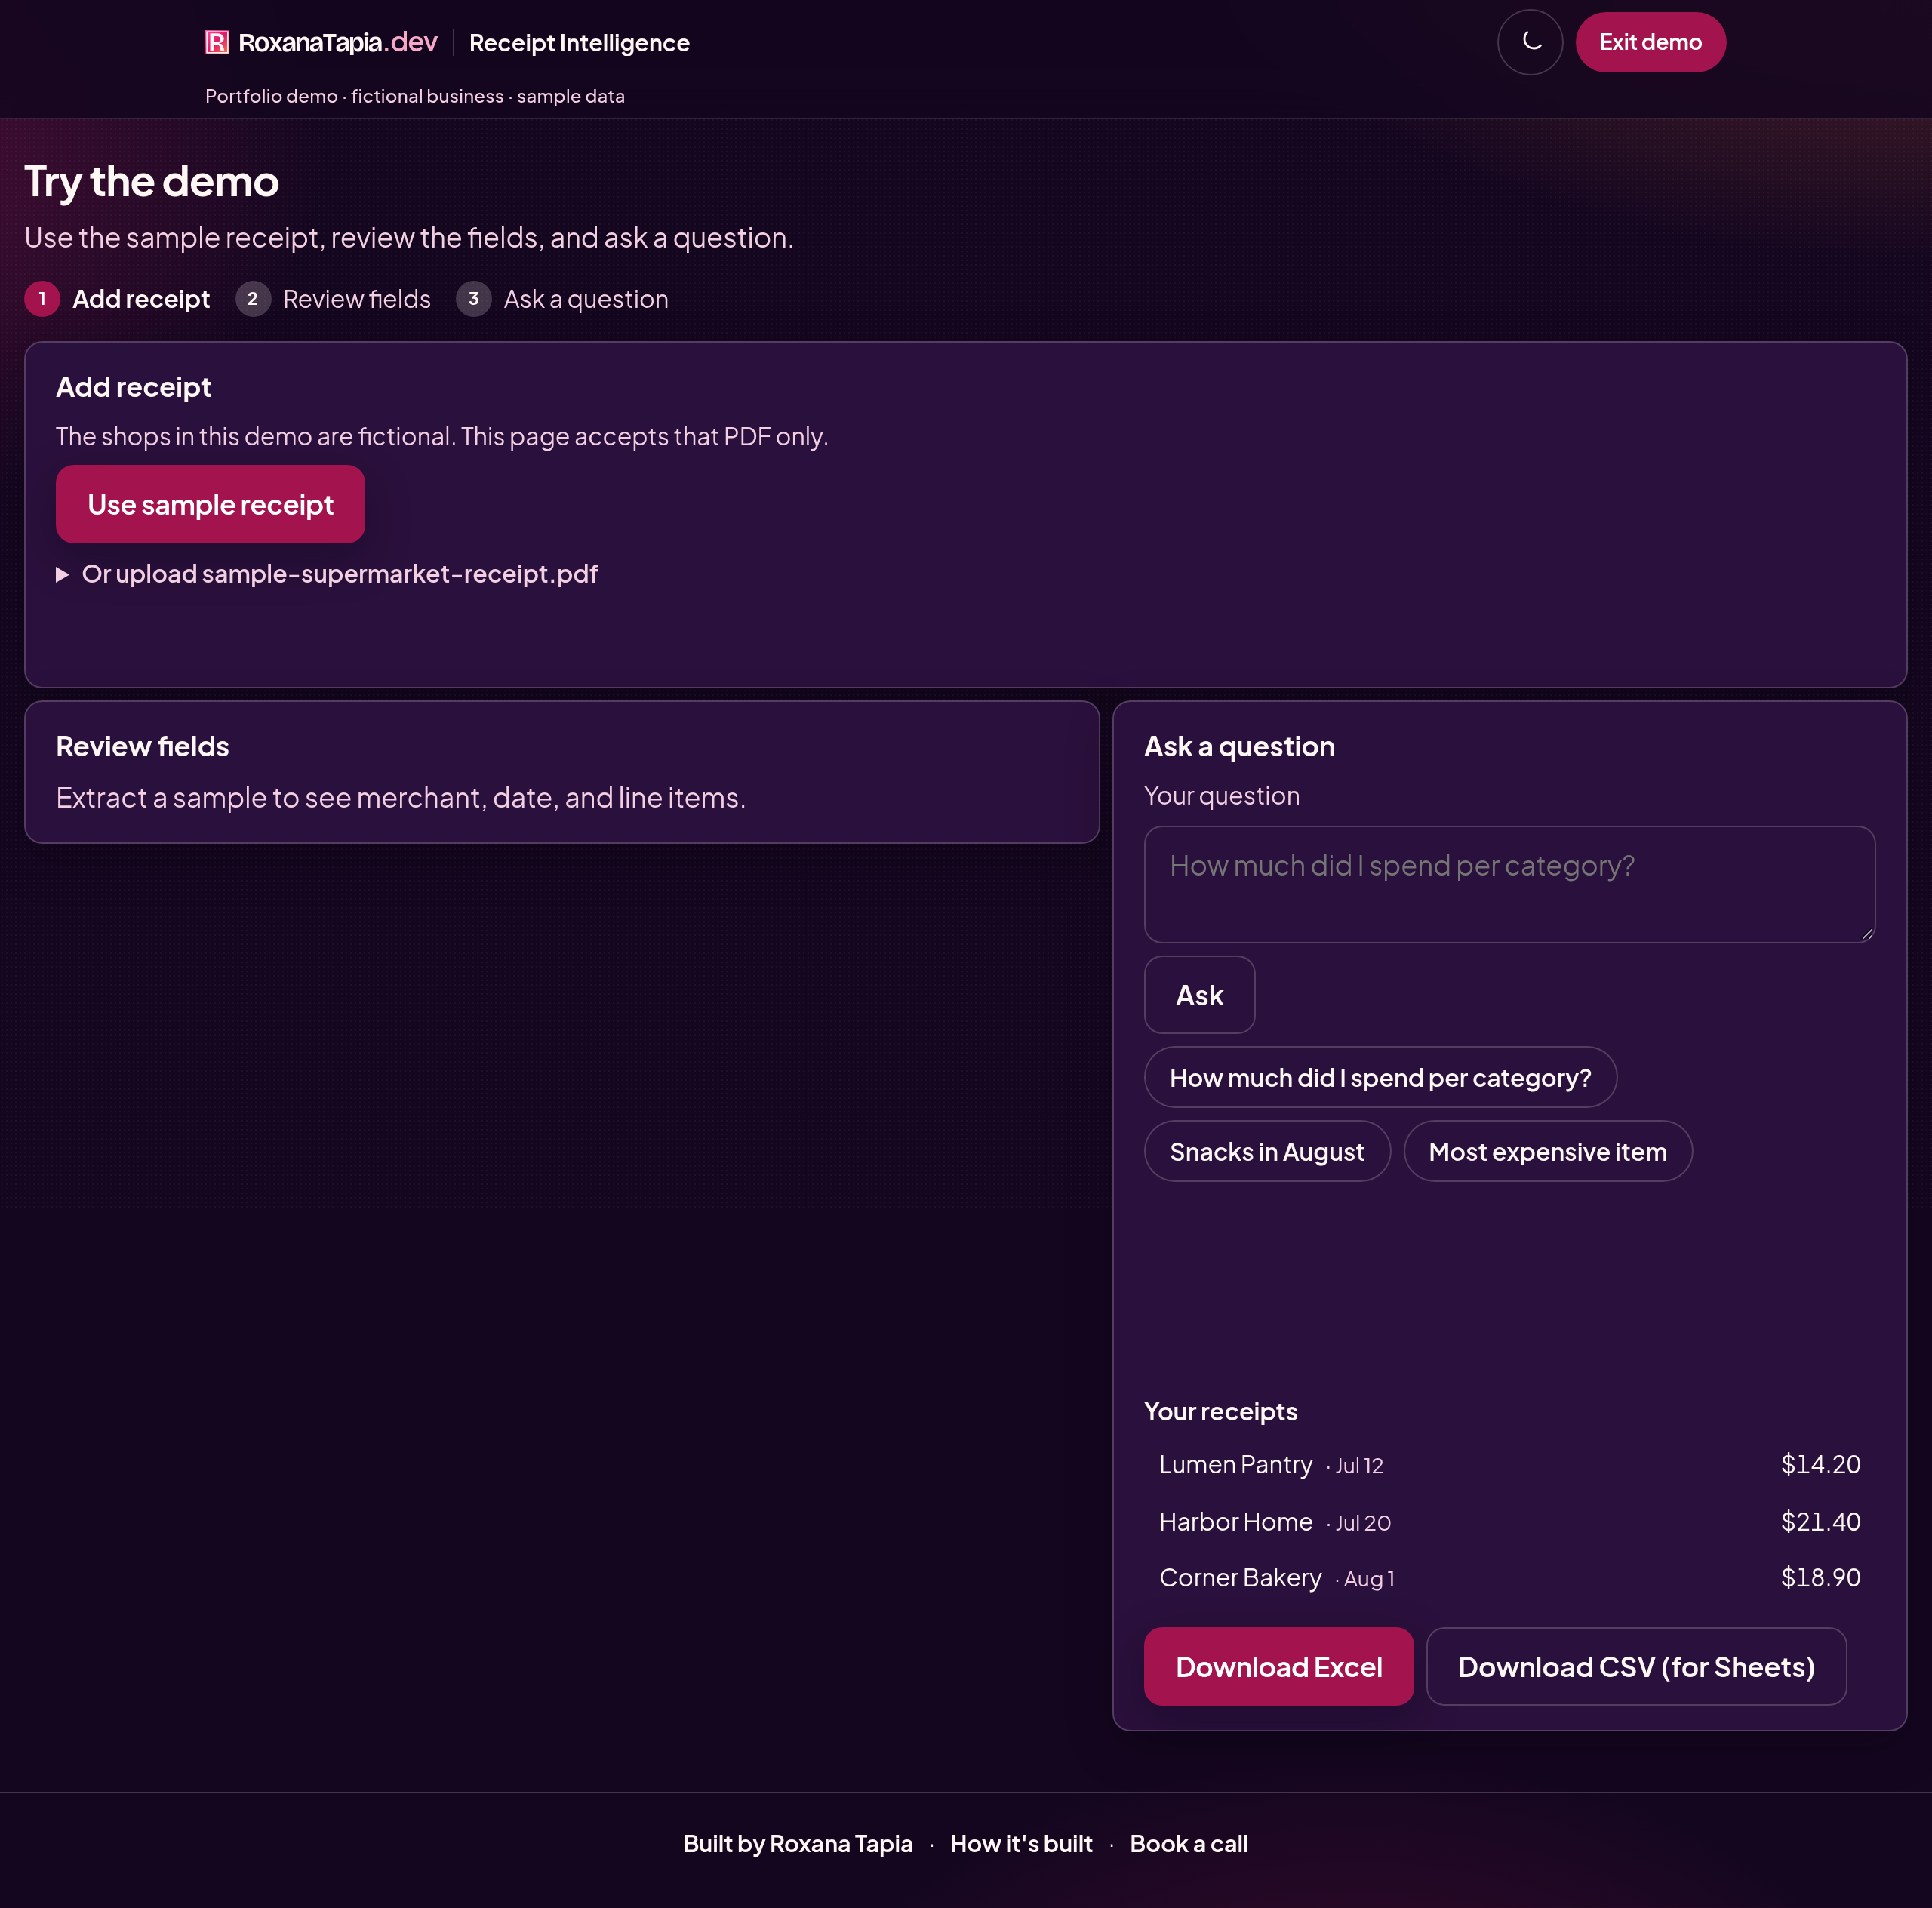 R RoxanaTapia.dev Receipt Intelligence
Exit demo
Portfolio demo · fictional business · sample data
Try the demo
Use the sample receipt, review the fields, and ask a question.
1 Add receipt 2 Review fields 3 Ask a question
Add receipt
The shops in this demo are fictional. This page accepts that PDF only.
Use sample receipt
Or upload sample-supermarket-receipt.pdf
Review fields
Extract a sample to see merchant, date, and line items.
Ask a question
Your question
How much did I spend per category?
Ask
How much did I spend per category?
Snacks in August Most expensive item
Your receipts
Lumen Pantry · Jul 12 $14.20
Harbor Home · Jul 20 $21.40
Corner Bakery · Aug 1 $18.90
Download Excel Download CSV (for Sheets)
Built by Roxana Tapia · How it's built · Book a call